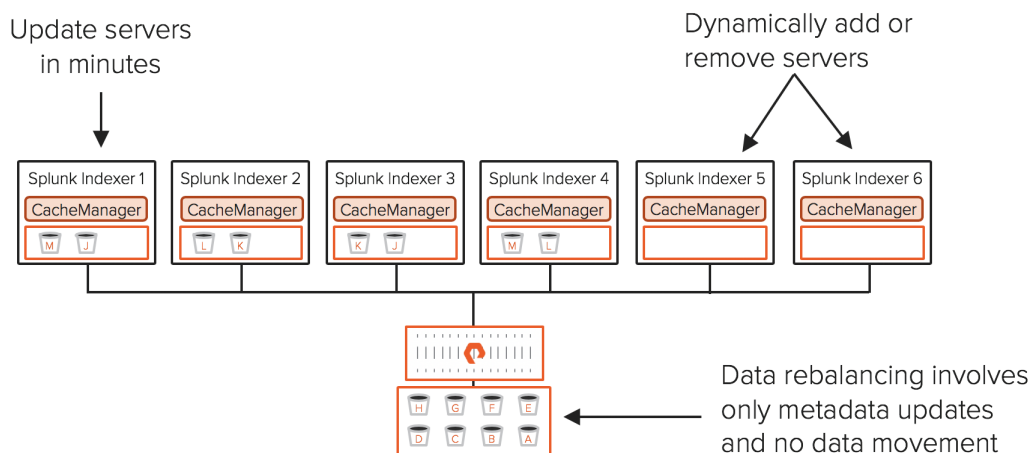 Update servers
in minutes
Dynamically add or
remove servers
Splunk Indexer 1
CacheManager
M J
Splunk Indexer 2
CacheManager
L K
Splunk Indexer 3
CacheManager
K J
Splunk Indexer 4
CacheManager
M L
Splunk Indexer 5
CacheManager
Splunk Indexer 6
CacheManager
H G F E
D C B A
Data rebalancing involves
only metadata updates
and no data movement